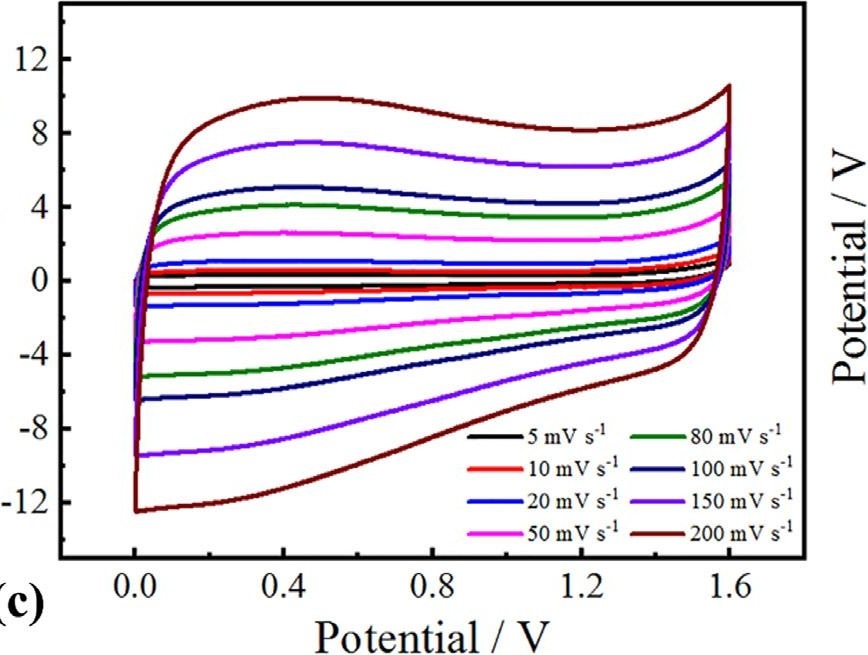 12
8
4
0
-4
-8
-12
5 mV s⁻¹ 80 mV s⁻¹
10 mV s⁻¹ 100 mV s⁻¹
20 mV s⁻¹ 150 mV s⁻¹
50 mV s⁻¹ 200 mV s⁻¹
0.0 0.4 0.8 1.2 1.6
(c)
Potential / V
Potential / V